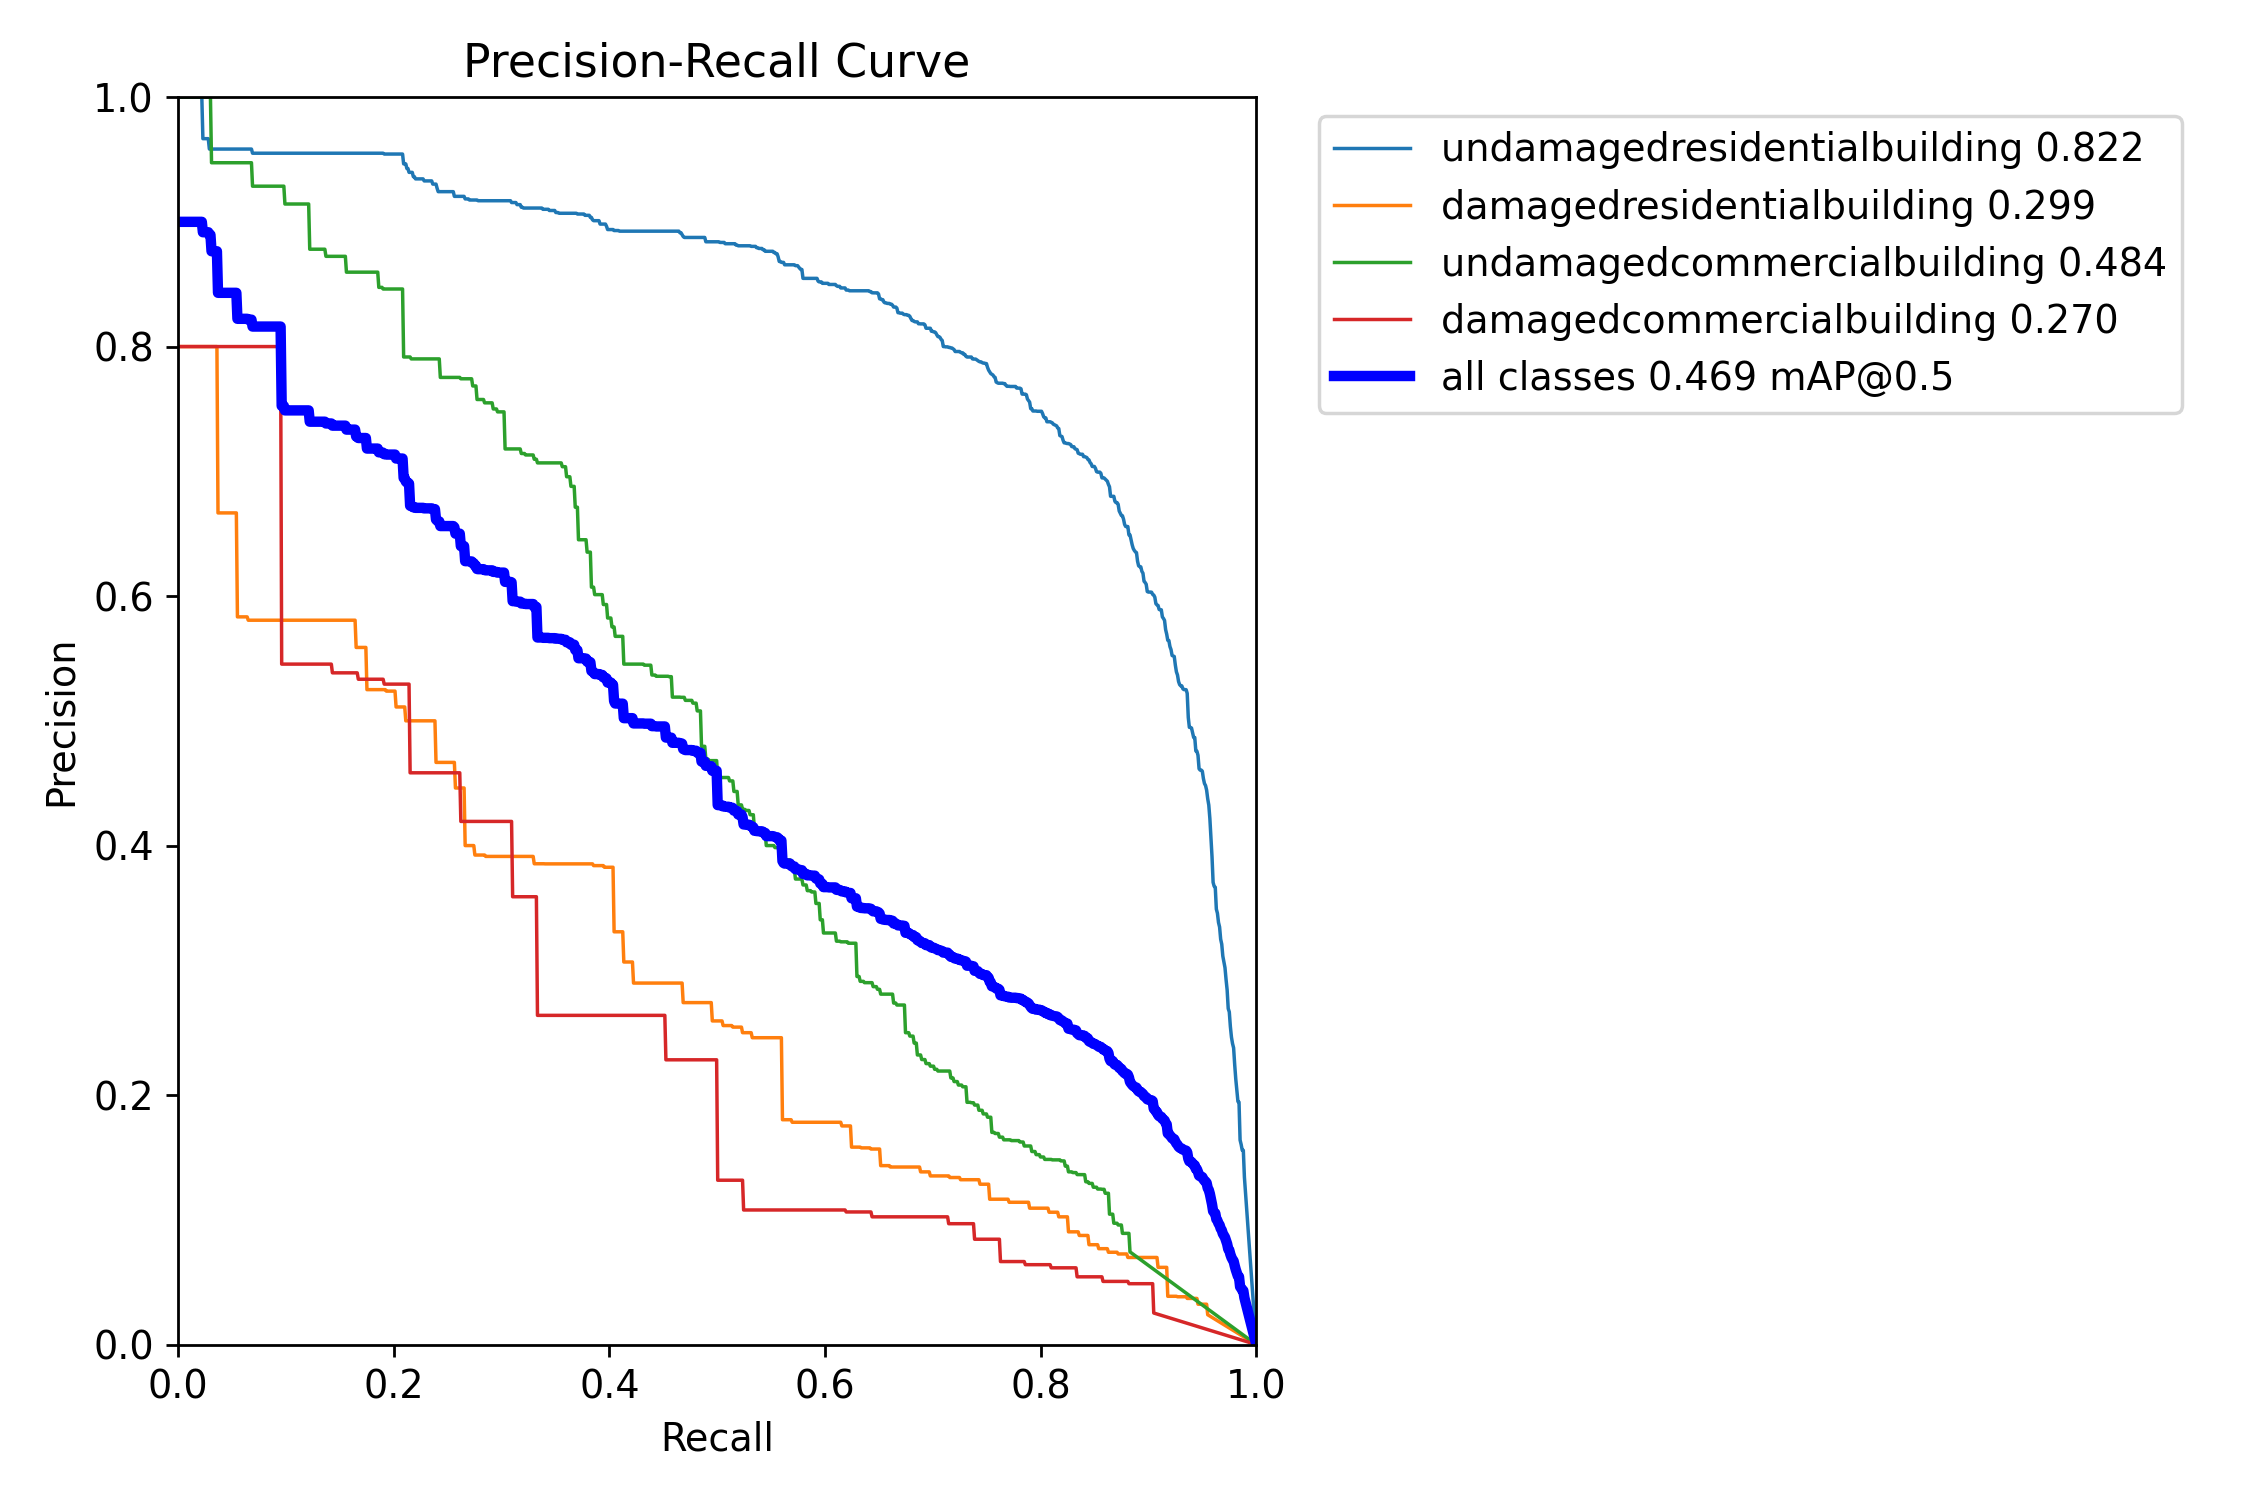 Precision-Recall Curve
1.0
0.8
0.6
0.4
0.2
0.0
Precision
0.0 0.2 0.4 0.6 0.8 1.0
Recall
undamagedresidentialbuilding 0.822
damagedresidentialbuilding 0.299
undamagedcommercialbuilding 0.484
damagedcommercialbuilding 0.270
all classes 0.469 mAP@0.5